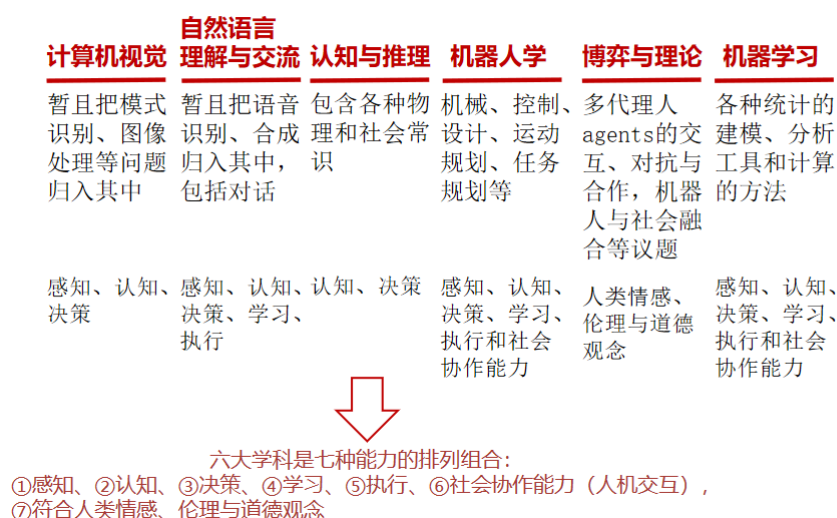 计算机视觉
暂且把模式
识别、图像
处理等问题
归入其中
感知、认知、
决策
自然语言
理解与交流
暂且把语音
识别、合成
归入其中，
包括对话
感知、认知、
决策、学习、
执行
认知与推理
包含各种物
理和社会常
识
认知、决策
机器人学
机械、控制、
设计、运动
规划、任务
规划等
感知、认知、
决策、学习、
执行和社会
协作能力
博弈与理论
多代理人
agents的交
互、对抗与
合作，机器
人与社会融
合等议题
人类情感、
伦理与道德
观念
机器学习
各种统计的
建模、分析
工具和计算
的方法
感知、认知、
决策、学习、
执行和社会
协作能力
六大学科是七种能力的排列组合：
①感知、②认知、③决策、④学习、⑤执行、⑥社会协作能力（人机交互）,
⑦符合人类情感、伦理与道德观念